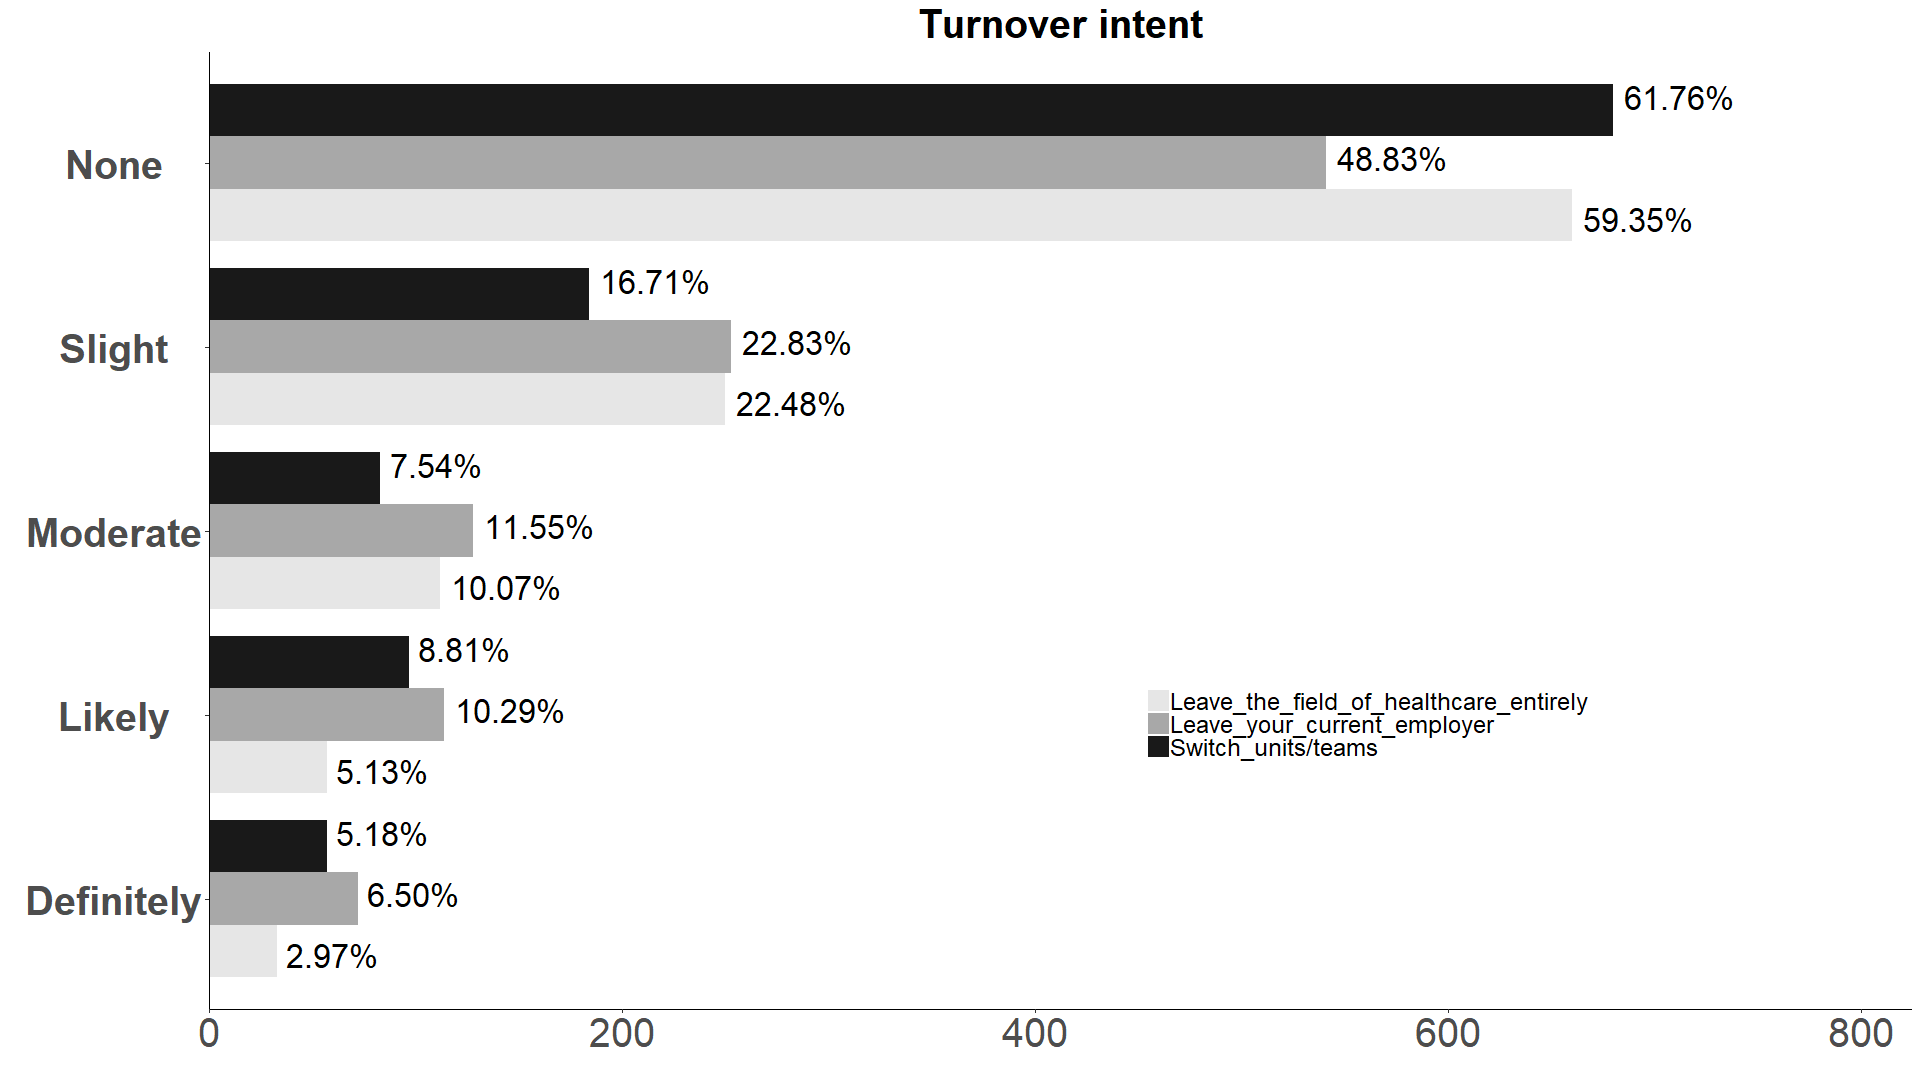 Turnover intent
None
61.76%
48.83%
59.35%
Slight
16.71%
22.83%
22.48%
Moderate
7.54%
11.55%
10.07%
Likely
8.81%
10.29%
5.13%
Leave_the_field_of_healthcare_entirely
Leave_your_current_employer
Switch_units/teams
Definitely
5.18%
6.50%
2.97%
0 200 400 600 800